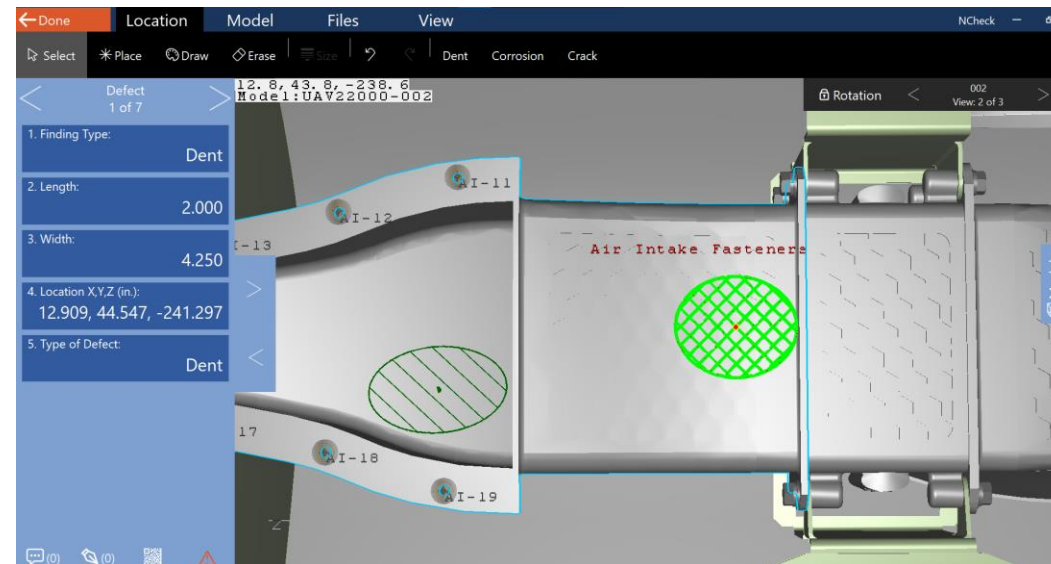 Done Location Model Files View NCheck
Select Place Draw Erase Size Dent Corrosion Crack
Defect
1 of 7
1. Finding Type:
Dent
2. Length:
2.000
3. Width:
4.250
4. Location X,Y,Z (in.):
12.909, 44.547, -241.297
5. Type of Defect:
Dent
(0) (0)
12.8,43.8,-238.6
Model:UAV22000-002
Rotation
002
View: 2 of 3
AI-11
AI-12
I-13
Air Intake Fasteners
17
AI-18
AI-19